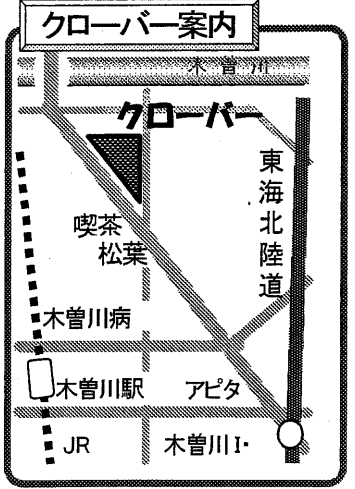 クローバー案内
木曽川
クローバー
東海北陸道
喫茶
松葉
木曽川病
木曽川駅
アピタ
JR
木曽川I・